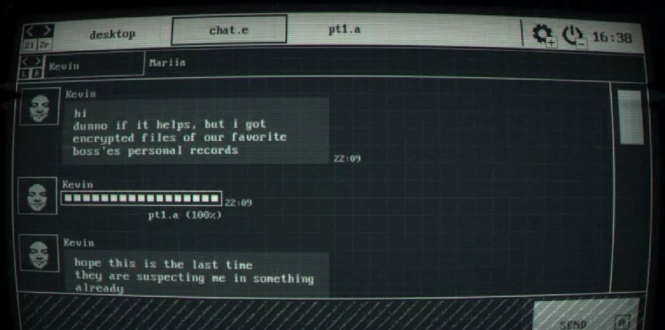 desktop
chat.e
pt1.a
16:38
Zl Zr
L R
Kevin
Mariia
Kevin
hi
dunno if it helps, but i got
encrypted files of our favorite
boss'es personal records
22:09
Kevin
22:09
pt1.a (100%)
Kevin
hope this is the last time
they are suspecting me in something
already
SEND